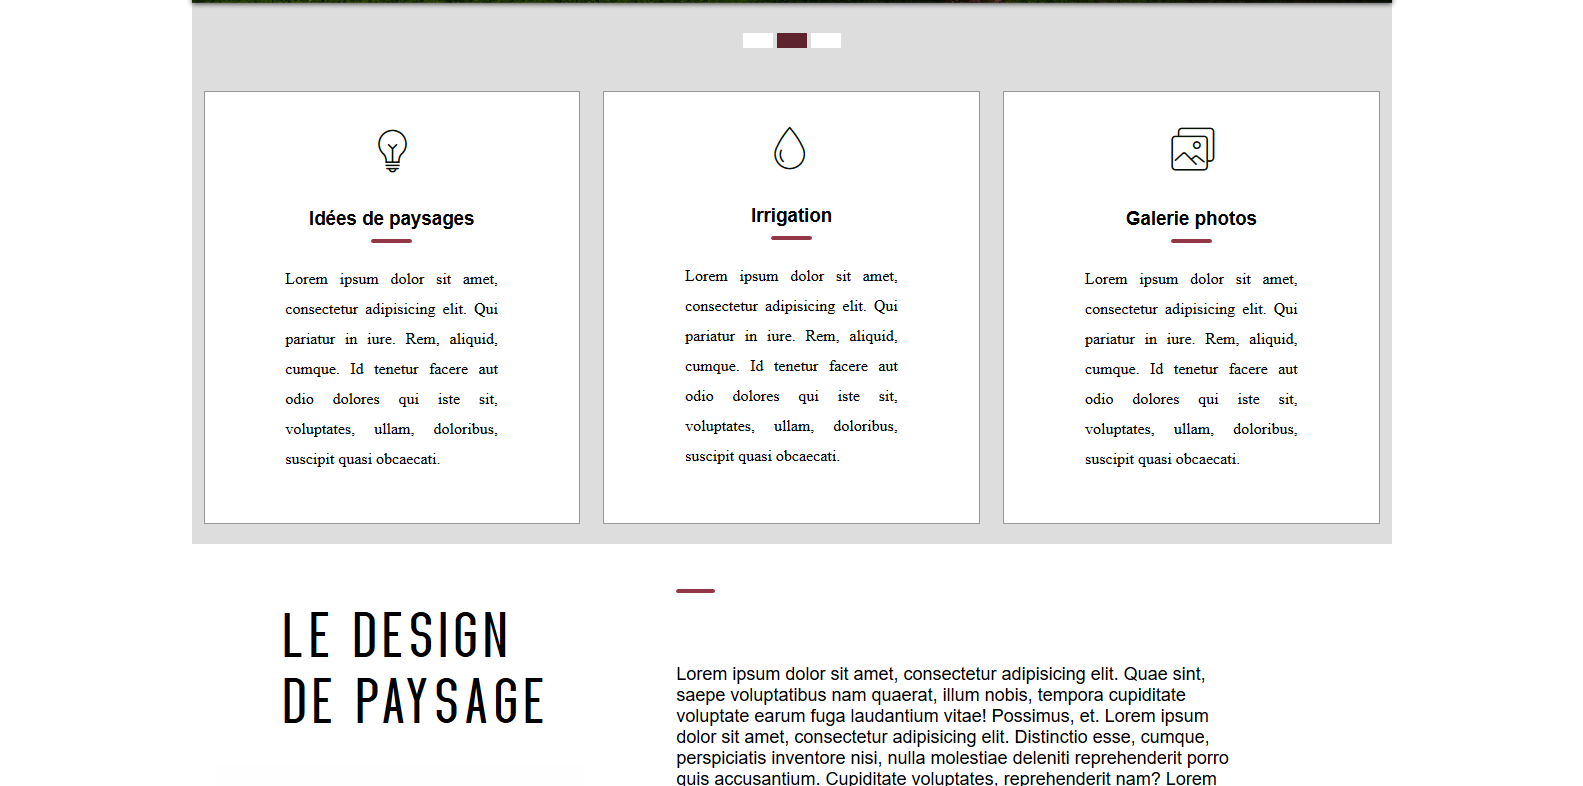 Idées de paysages
Lorem ipsum dolor sit amet,
consectetur adipisicing elit. Qui
pariatur in iure. Rem, aliquid,
cumque. Id tenetur facere aut
odio dolores qui iste sit,
voluptates, ullam, doloribus,
suscipit quasi obcaecati.
Irrigation
Lorem ipsum dolor sit amet,
consectetur adipisicing elit. Qui
pariatur in iure. Rem, aliquid,
cumque. Id tenetur facere aut
odio dolores qui iste sit,
voluptates, ullam, doloribus,
suscipit quasi obcaecati.
Galerie photos
Lorem ipsum dolor sit amet,
consectetur adipisicing elit. Qui
pariatur in iure. Rem, aliquid,
cumque. Id tenetur facere aut
odio dolores qui iste sit,
voluptates, ullam, doloribus,
suscipit quasi obcaecati.
LE DESIGN
DE PAYSAGE
Lorem ipsum dolor sit amet, consectetur adipisicing elit. Quae sint,
saepe voluptatibus nam quaerat, illum nobis, tempora cupiditate
voluptate earum fuga laudantium vitae! Possimus, et. Lorem ipsum
dolor sit amet, consectetur adipisicing elit. Distinctio esse, cumque,
perspiciatis inventore nisi, nulla molestiae deleniti reprehenderit porro
quis accusantium. Cupiditate voluptates, reprehenderit nam? Lorem